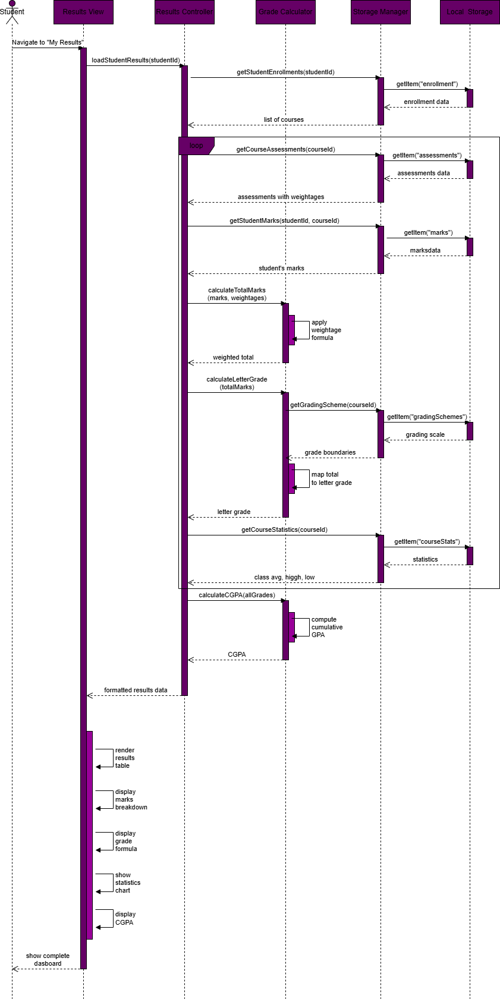 Student
Results View
Results Controller
Grade Calculator
Storage Manager
Local Storage
Navigate to "My Results"
loadStudentResults(studentId)
getStudentEnrollments(studentId)
getItem("enrollment")
enrollment data
list of courses
loop
getCourseAssessments(courseId)
getItem("assessments")
assessments data
assessments with weightages
getStudentMarks(studentId, courseId)
getItem("marks")
marksdata
student's marks
calculateTotalMarks
(marks, weightages)
apply
weightage
formula
weighted total
calculateLetterGrade
(totalMarks)
getGradingScheme(courseId)
getItem("gradingSchemes")
grading scale
grade boundaries
map total
to letter grade
letter grade
getCourseStatistics(courseId)
getItem("courseStats")
statistics
class avg, higgh, low
calculateCGPA(allGrades)
compute
cumulative
GPA
CGPA
formatted results data
render
results
table
display
marks
breakdown
display
grade
formula
show
statistics
chart
display
CGPA
show complete
dasboard